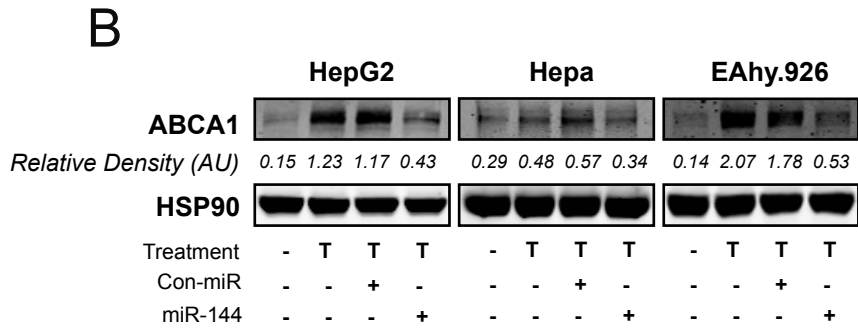 B
HepG2 Hepa EAhy.926
ABCA1
Relative Density (AU) 0.15 1.23 1.17 0.43 0.29 0.48 0.57 0.34 0.14 2.07 1.78 0.53
HSP90
Treatment - T T T - T T T - T T T
Con-miR - - + - - - + - - - + -
miR-144 - - - + - - - + - - - +